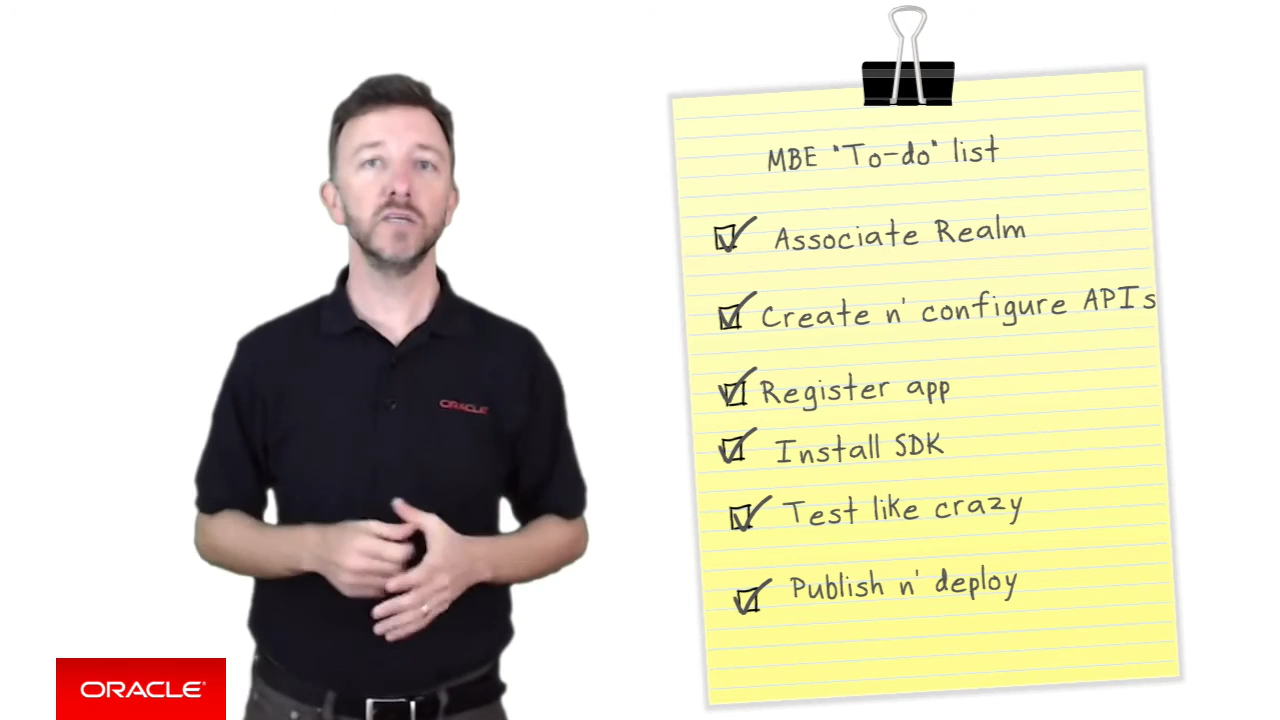 MBE "To-do" list
Associate Realm
Create n' configure APIs
Register app
ORACLE
Install SDK
Test like crazy
Publish n' deploy
ORACLE®